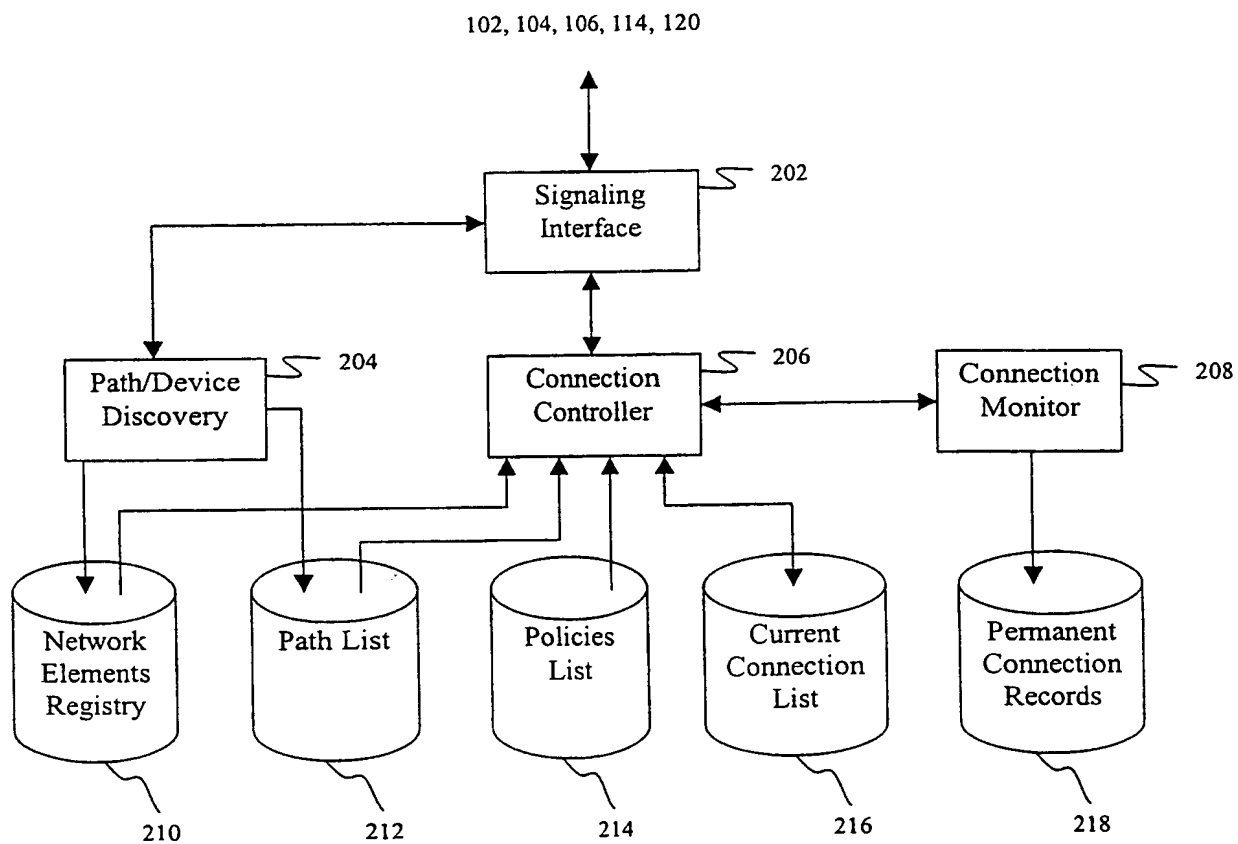 102, 104, 106, 114, 120
Signaling
Interface
202
Path/Device
Discovery
204
Connection
Controller
206
Connection
Monitor
208
Network
Elements
Registry
Path List
Policies
List
Current
Connection
List
Permanent
Connection
Records
210
212
214
216
218